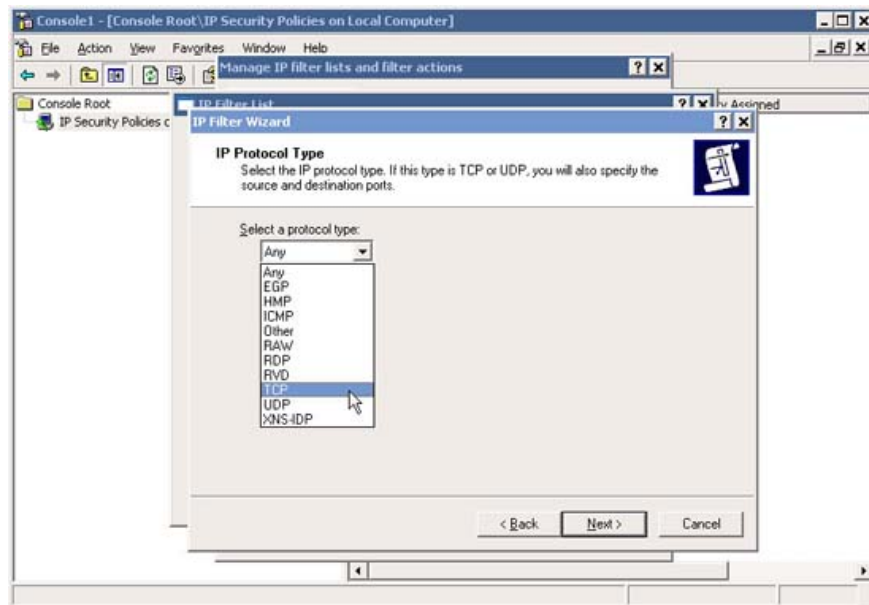 Console1 - [Console Root\IP Security Policies on Local Computer]
File Action View Favorites Window Help
Manage IP filter lists and filter actions
Console Root
IP Filter List
y Assigned
IP Security Policies c
IP Filter Wizard
IP Protocol Type
Select the IP protocol type. If this type is TCP or UDP, you will also specify the
source and destination ports.
Select a protocol type:
Any
Any
EGP
HMP
ICMP
Other
RAW
RDP
RVD
TCP
UDP
XNS-IDP
< Back
Next >
Cancel